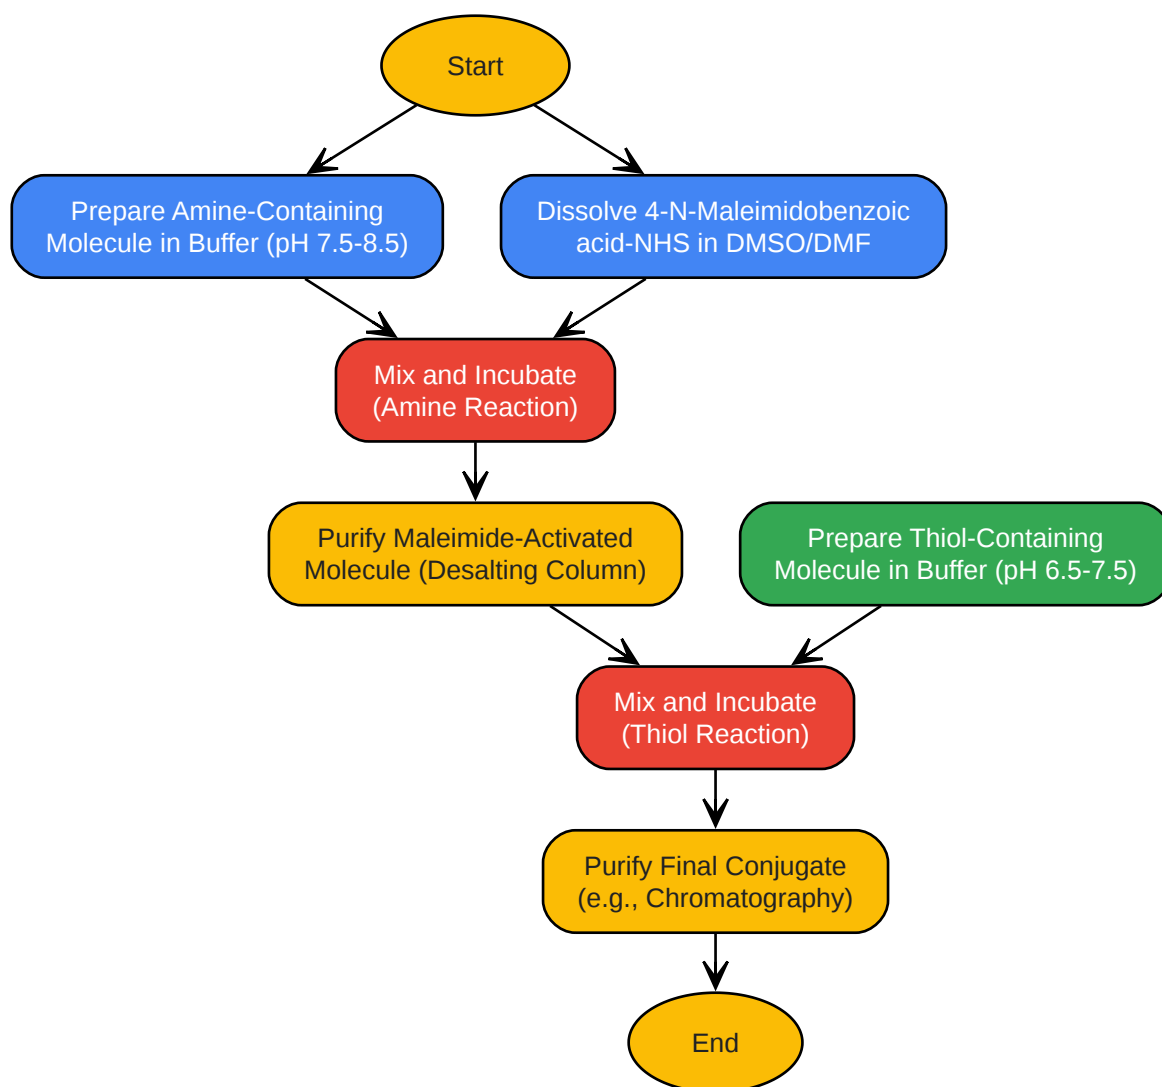 Start
Prepare Amine-Containing
Molecule in Buffer (pH 7.5-8.5)
Dissolve 4-N-Maleimidobenzoic
acid-NHS in DMSO/DMF
Mix and Incubate
(Amine Reaction)
Purify Maleimide-Activated
Molecule (Desalting Column)
Prepare Thiol-Containing
Molecule in Buffer (pH 6.5-7.5)
Mix and Incubate
(Thiol Reaction)
Purify Final Conjugate
(e.g., Chromatography)
End